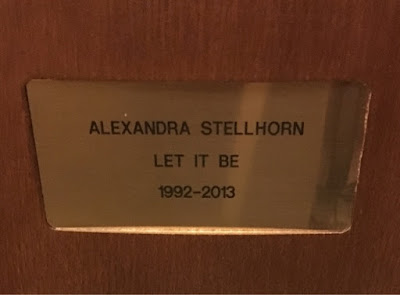 ALEXANDRA STELLHORN
LET IT BE
1992-2013